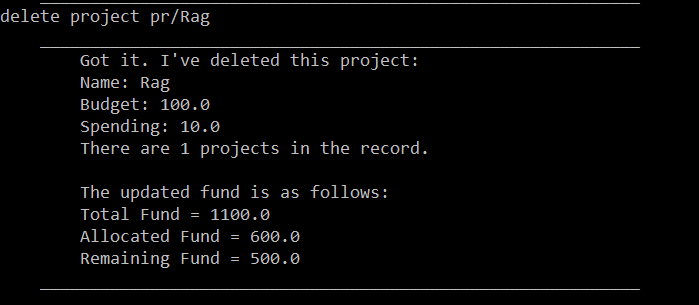 delete project pr/Rag
Got it. I've deleted this project:
Name: Rag
Budget: 100.0
Spending: 10.0
There are 1 projects in the record.
The updated fund is as follows:
Total Fund = 1100.0
Allocated Fund = 600.0
Remaining Fund = 500.0